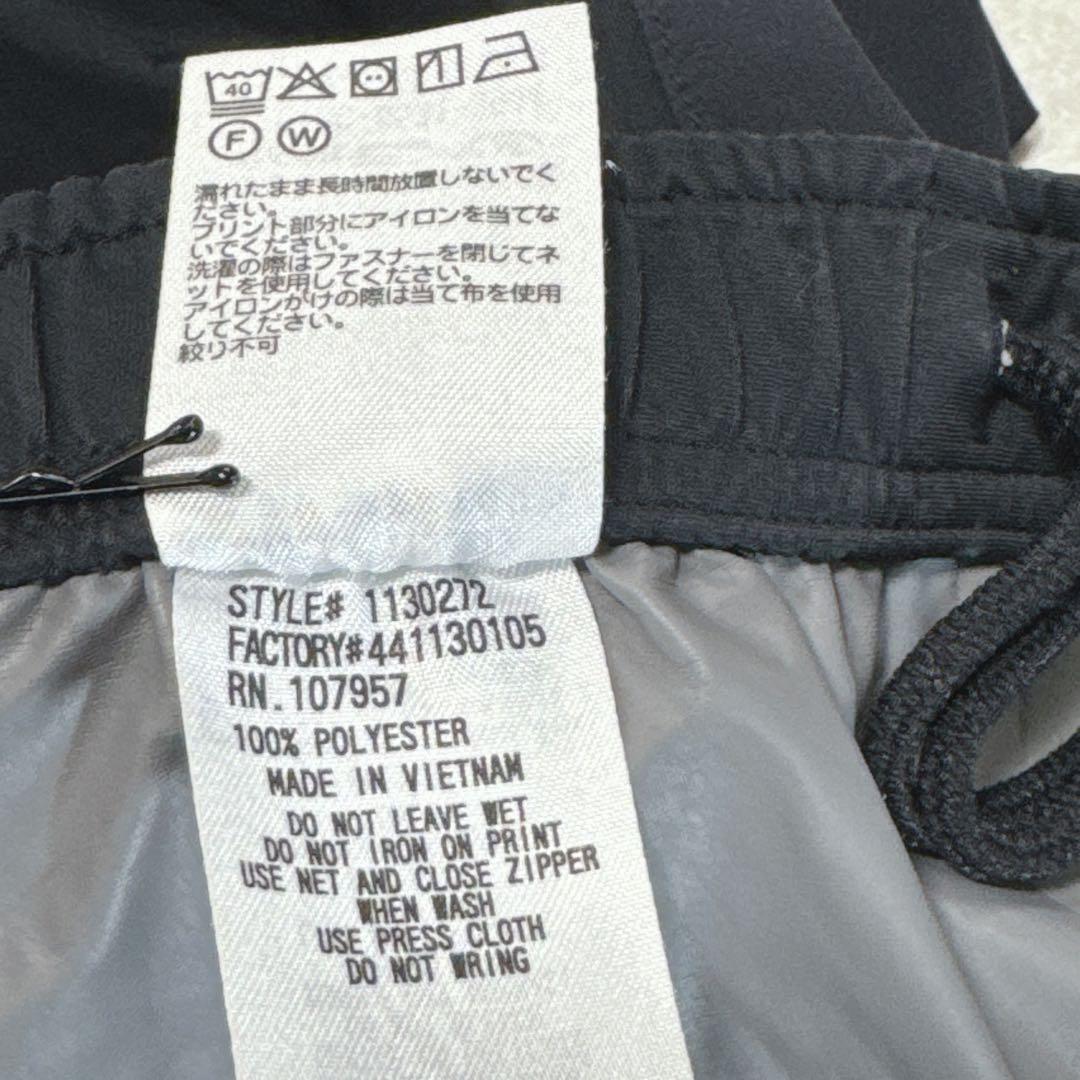 40
F W
濡れたまま長時間放置しないでく
ださい。
プリント部分にアイロンを当てな
いでください。
洗濯の際はファスナーを閉じてネ
ットを使用してください。
アイロンがけの際は当て布を使用
してください。
絞り不可
STYLE# 1130272
FACTORY#441130105
RN.107957
100% POLYESTER
MADE IN VIETNAM
DO NOT LEAVE WET
DO NOT IRON ON PRINT
USE NET AND CLOSE ZIPPER
WHEN WASH
USE PRESS CLOTH
DO NOT WRING